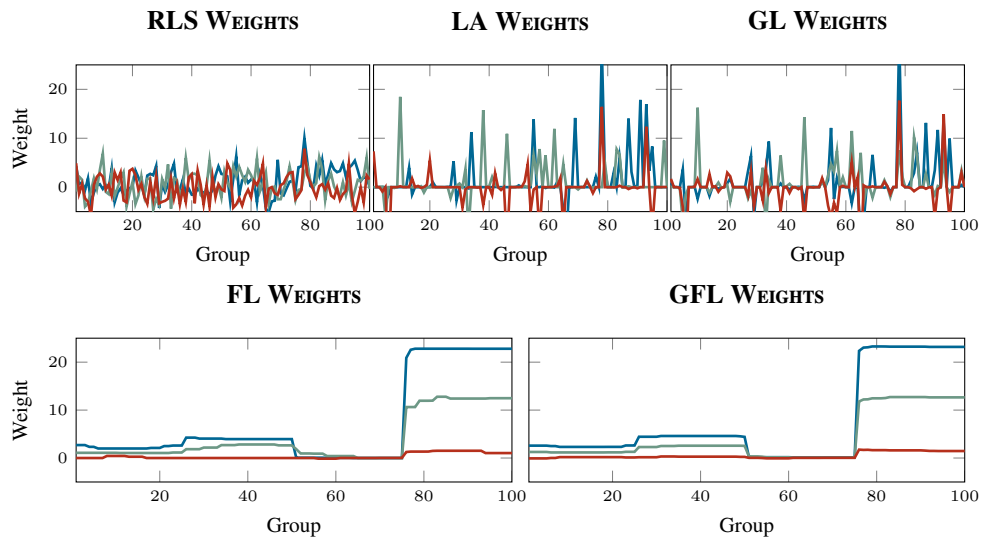 RLS WEIGHTS LA WEIGHTS GL WEIGHTS
20
10
0
Weight
20 40 60 80 100 20 40 60 80 100 20 40 60 80 100
Group Group Group
FL WEIGHTS GFL WEIGHTS
20
10
0
Weight
20 40 60 80 100 20 40 60 80 100
Group Group